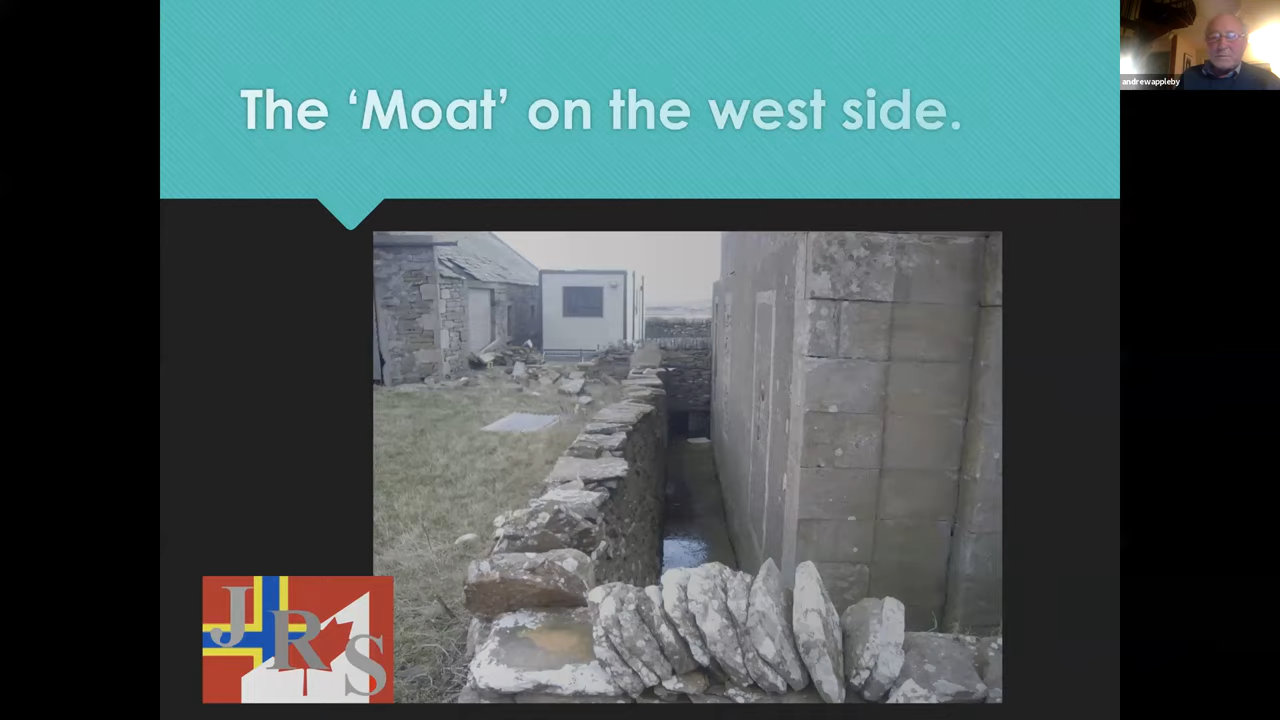 The ‘Moat’ on the west side.
andrewappleby
JRS